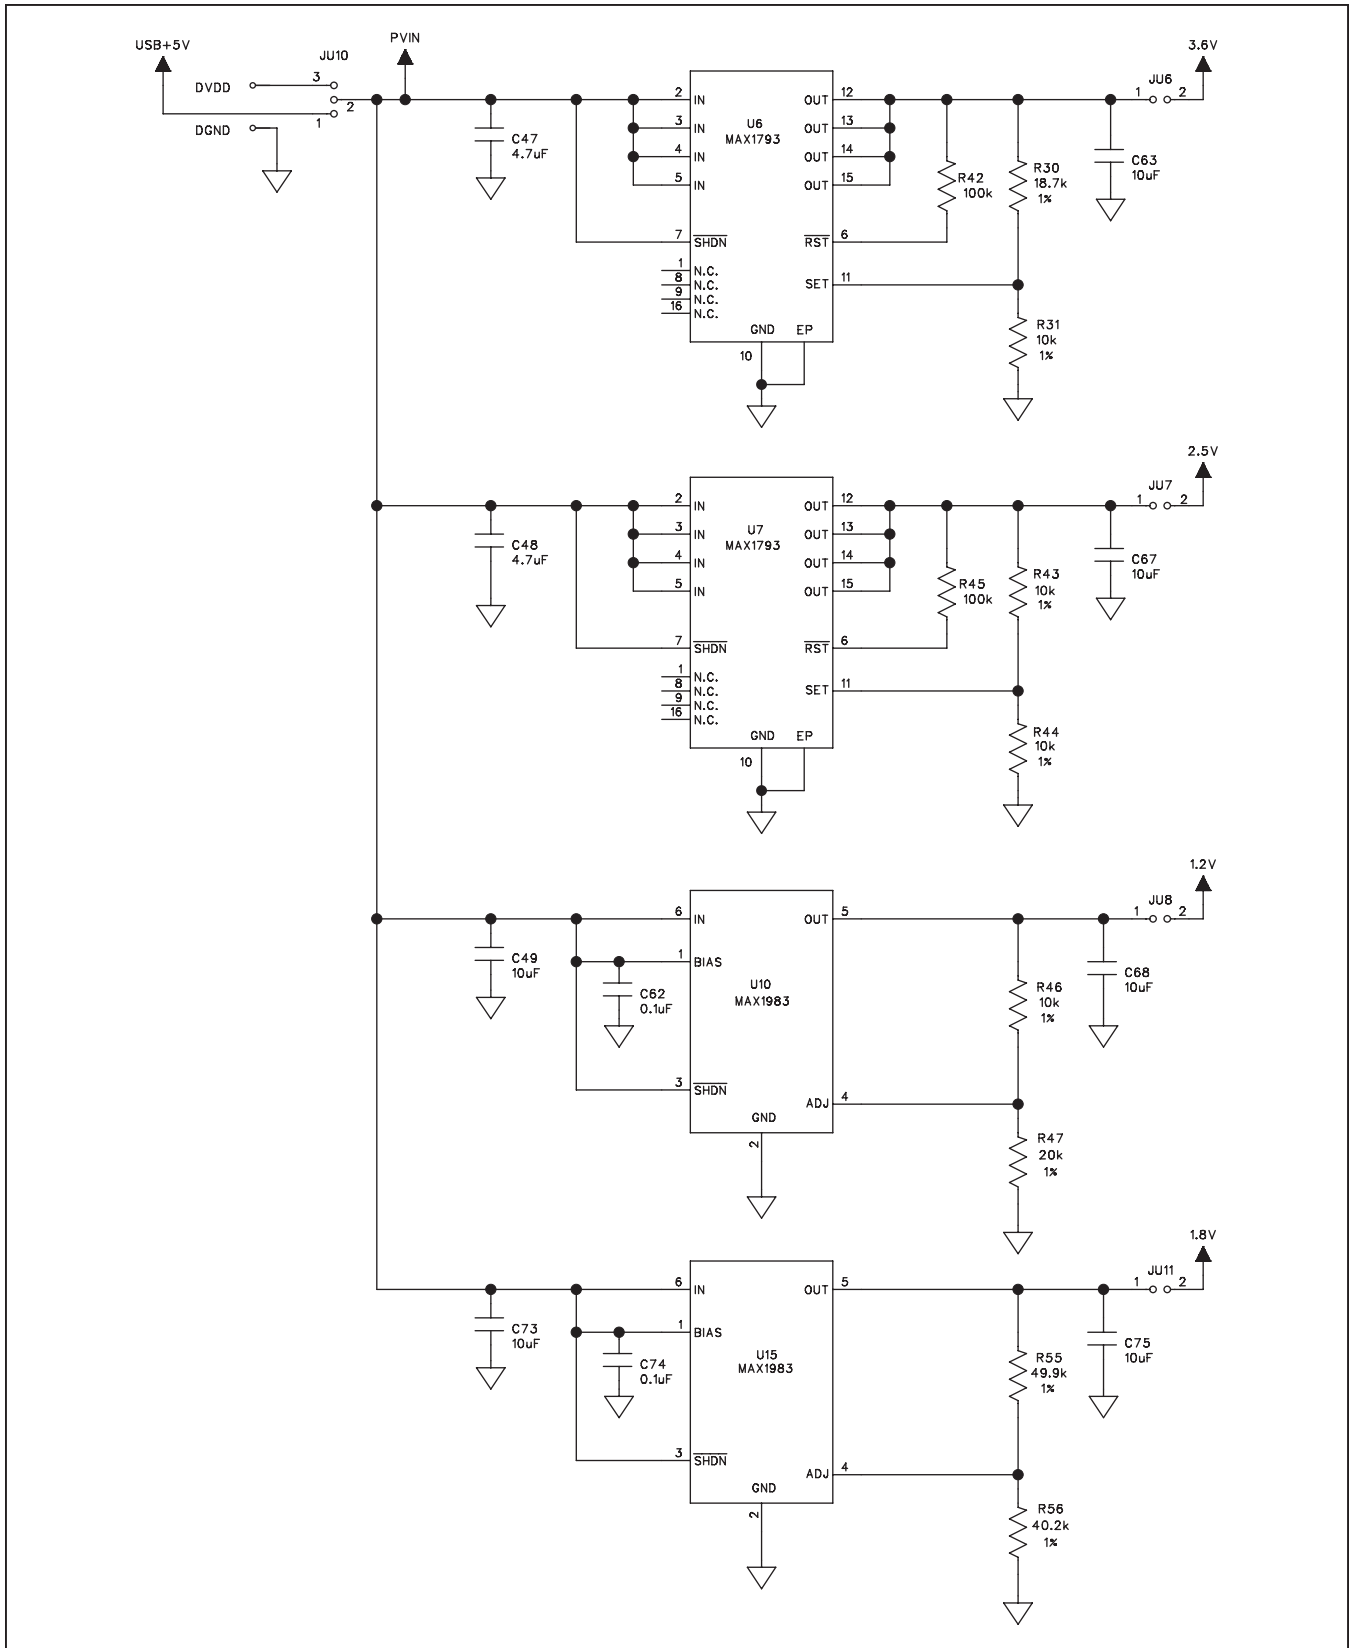 USB+5V
PVIN
JU10
DVDD
3
2
1
DGND
C47
4.7uF
2 IN
3 IN
4 IN
5 IN
7 SHDN
1 N.C.
8 N.C.
9 N.C.
16 N.C.
U6
MAX1793
OUT 12
OUT 13
OUT 14
OUT 15
RST 6
SET 11
GND EP
10
R42
100k
R30
18.7k
1%
R31
10k
1%
C63
10uF
JU6
1 2
3.6V
C48
4.7uF
2 IN
3 IN
4 IN
5 IN
7 SHDN
1 N.C.
8 N.C.
9 N.C.
16 N.C.
U7
MAX1793
OUT 12
OUT 13
OUT 14
OUT 15
RST 6
SET 11
GND EP
10
R45
100k
R43
10k
1%
R44
10k
1%
C67
10uF
JU7
1 2
2.5V
C49
10uF
C62
0.1uF
6 IN
1 BIAS
3 SHDN
U10
MAX1983
OUT 5
ADJ 4
GND
2
R46
10k
1%
R47
20k
1%
C68
10uF
JU8
1 2
1.2V
C73
10uF
C74
0.1uF
6 IN
1 BIAS
3 SHDN
U15
MAX1983
OUT 5
ADJ 4
GND
2
R55
49.9k
1%
R56
40.2k
1%
C75
10uF
JU11
1 2
1.8V